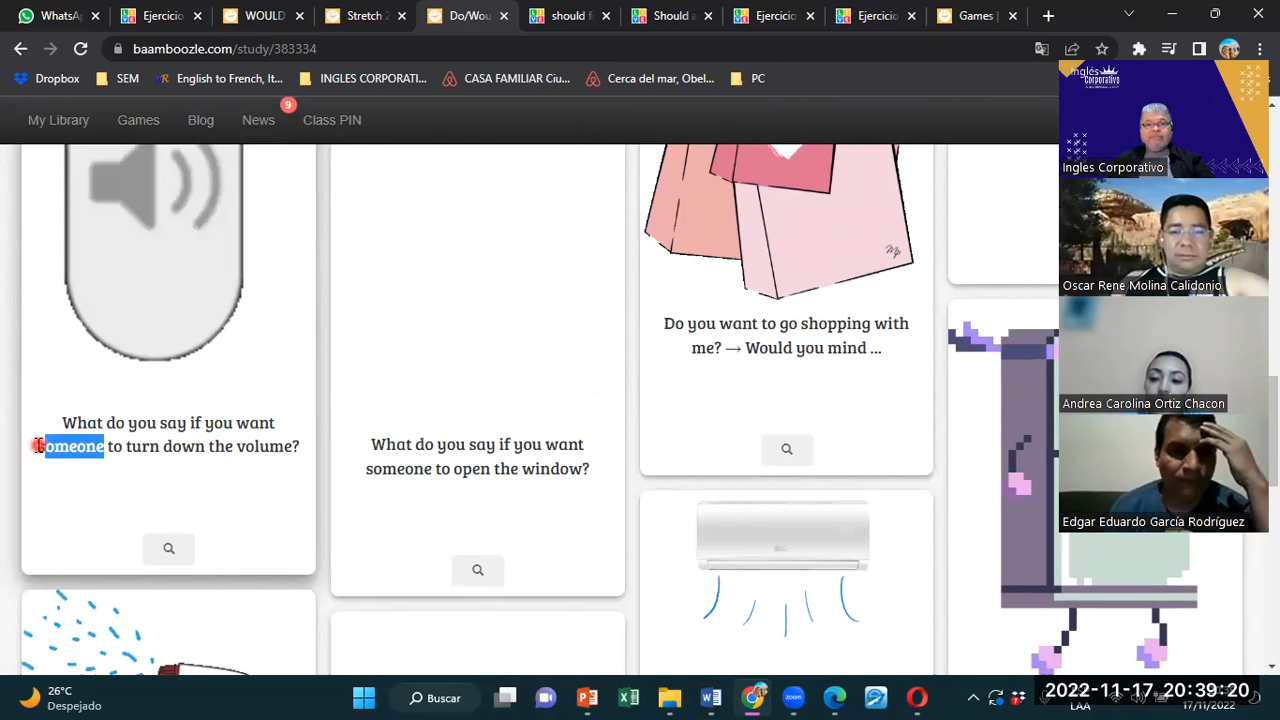 WhatsA
Ejercicio
WOULD
Stretch 2
Do/Wou
should fi
Should a
Ejercicio
Ejercicio
Games |
baamboozle.com/study/383334
Dropbox
SEM
English to French, It...
INGLES CORPORATI...
CASA FAMILIAR CU...
Cerca del mar, Obel...
PC
My Library
Games
Blog
News
9
Class PIN
What do you say if you want
someone to turn down the volume?
What do you say if you want
someone to open the window?
Do you want to go shopping with
me? → Would you mind ...
Inglés
Corporativo
Ingles Corporativo
Oscar Rene Molina Calidonio
Andrea Carolina Ortiz Chacon
Edgar Eduardo García Rodríguez
26°C
Despejado
Buscar
zoom
LAA
2022-11-17 20:39:20
17/11/2022